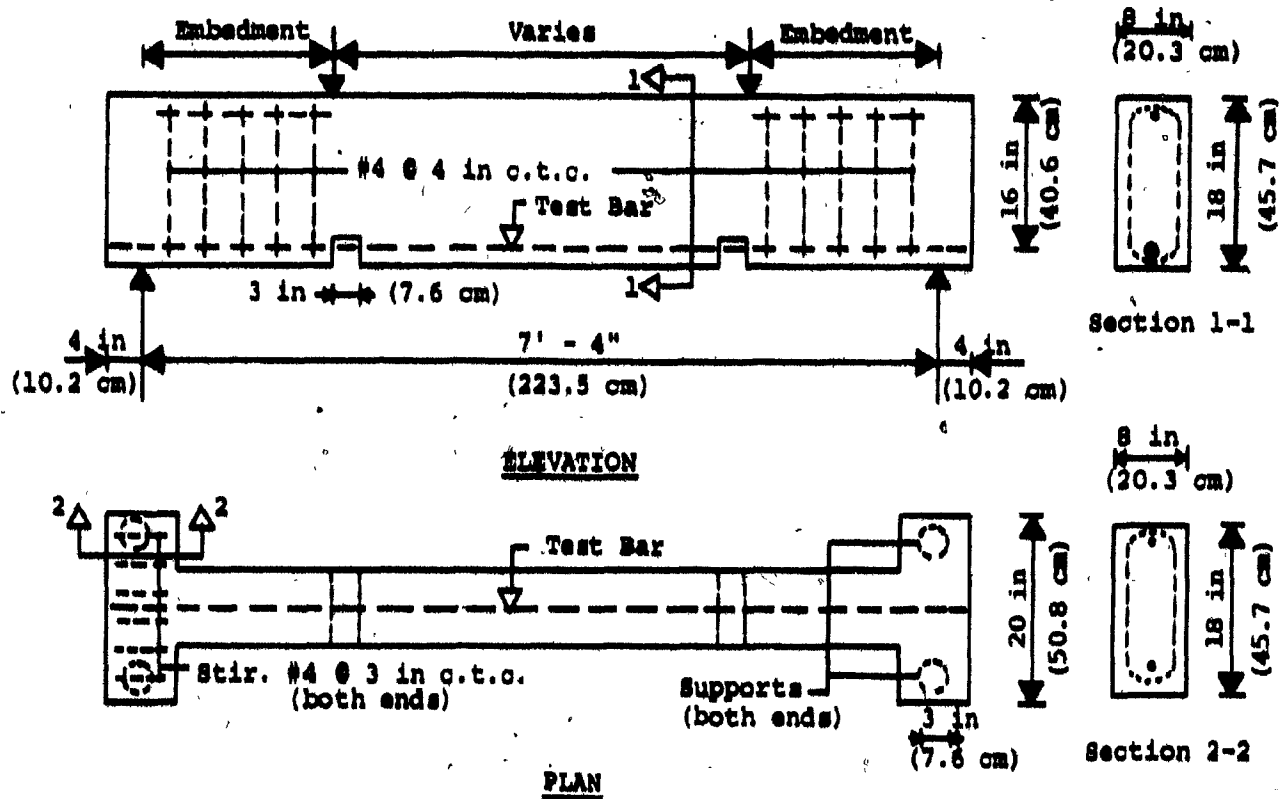 Embedment Varies Embedment
8 in
(20.3 cm)
1
#4 @ 4 in c.t.c.
Test Bar
16 in
(40.6 cm)
18 in
(45.7 cm)
3 in (7.6 cm)
1
Section 1-1
4 in 7' - 4" 4 in
(10.2 cm) (223.5 cm) (10.2 cm)
ELEVATION
8 in
(20.3 cm)
2 2
Test Bar
20 in
(50.8 cm)
18 in
(45.7 cm)
Stir. #4 @ 3 in c.t.c.
(both ends)
Supports
(both ends)
3 in
(7.6 cm)
Section 2-2
PLAN